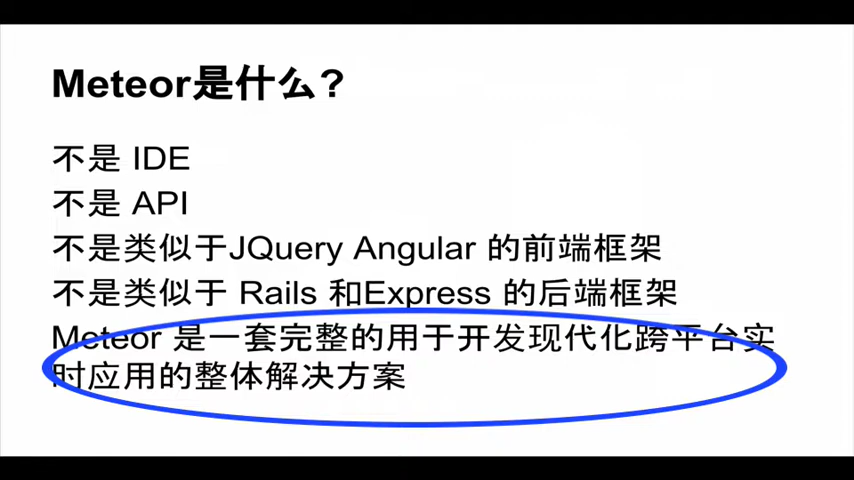 Meteor是什么?
不是 IDE
不是 API
不是类似于JQuery Angular 的前端框架
不是类似于 Rails 和Express 的后端框架
Meteor 是一套完整的用于开发现代化跨平台实
时应用的整体解决方案